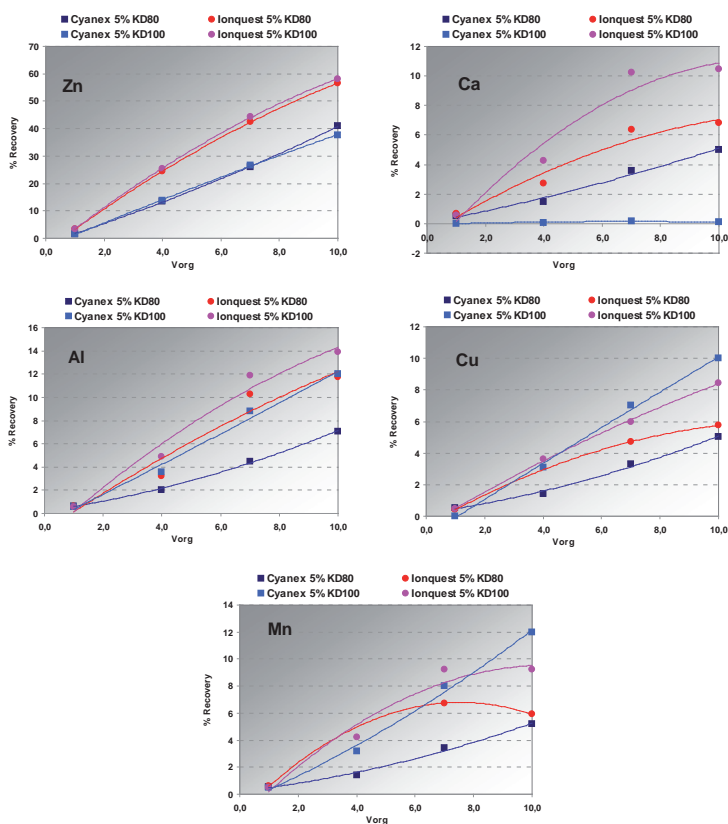 Cyanex 5% KD80 Ionquest 5% KD80
Cyanex 5% KD100 Ionquest 5% KD100
70
60
50
40
30
20
10
0
% Recovery
Zn
0,0 2,0 4,0 6,0 8,0 10,0
Vorg
Cyanex 5% KD80 Ionquest 5% KD80
Cyanex 5% KD100 Ionquest 5% KD100
12
10
8
6
4
2
0
-2
% Recovery
Ca
0,0 2,0 4,0 6,0 8,0 10,0
Vorg
Cyanex 5% KD80 Ionquest 5% KD80
Cyanex 5% KD100 Ionquest 5% KD100
16
14
12
10
8
6
4
2
0
% Recovery
Al
0,0 2,0 4,0 6,0 8,0 10,0
Vorg
Cyanex 5% KD80 Ionquest 5% KD80
Cyanex 5% KD100 Ionquest 5% KD100
12
10
8
6
4
2
0
% Recovery
Cu
0,0 2,0 4,0 6,0 8,0 10,0
Vorg
Cyanex 5% KD80 Ionquest 5% KD80
Cyanex 5% KD100 Ionquest 5% KD100
14
12
10
8
6
4
2
0
% Recovery
Mn
0,0 2,0 4,0 6,0 8,0 10,0
Vorg